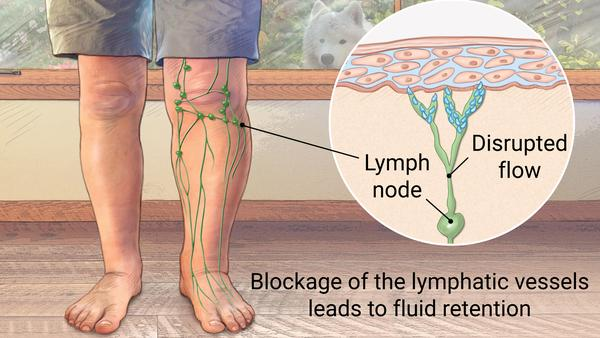 Lymph
node
Disrupted
flow
Blockage of the lymphatic vessels
leads to fluid retention